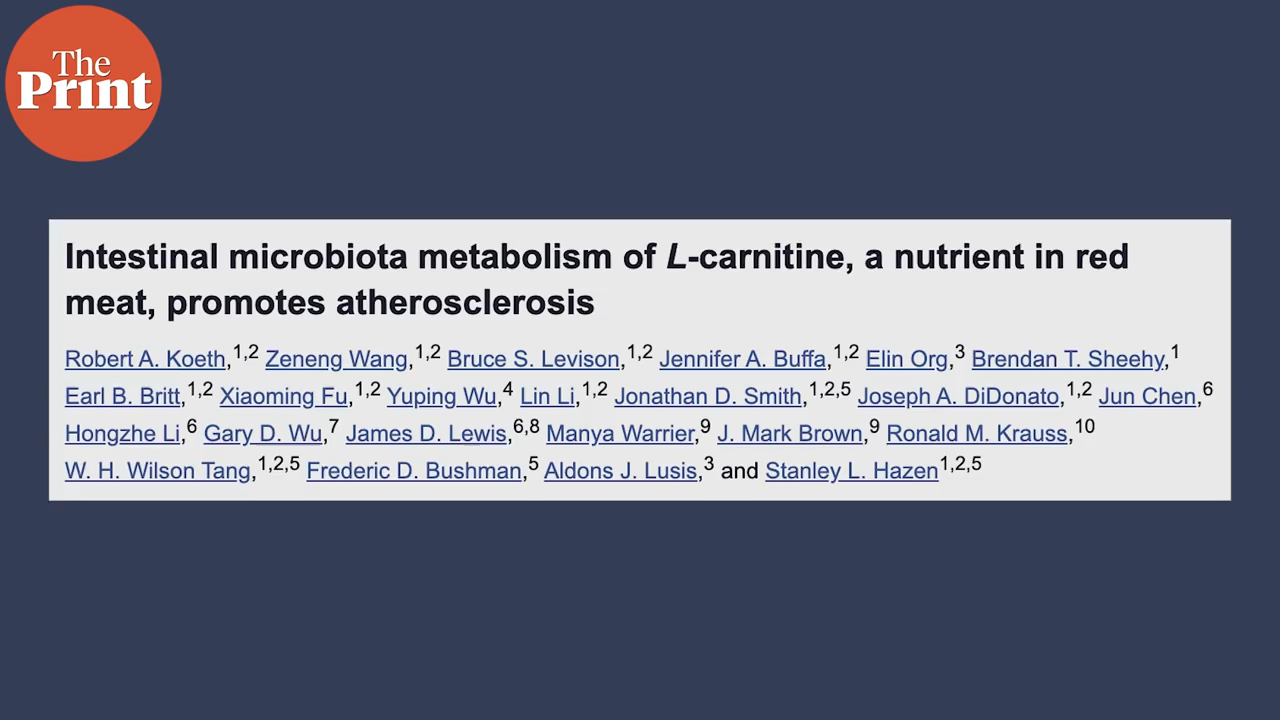 The
Print
Intestinal microbiota metabolism of L-carnitine, a nutrient in red
meat, promotes atherosclerosis
Robert A. Koeth,1,2 Zeneng Wang,1,2 Bruce S. Levison,1,2 Jennifer A. Buffa,1,2 Elin Org,3 Brendan T. Sheehy,1
Earl B. Britt,1,2 Xiaoming Fu,1,2 Yuping Wu,4 Lin Li,1,2 Jonathan D. Smith,1,2,5 Joseph A. DiDonato,1,2 Jun Chen,6
Hongzhe Li,6 Gary D. Wu,7 James D. Lewis,6,8 Manya Warrier,9 J. Mark Brown,9 Ronald M. Krauss,10
W. H. Wilson Tang,1,2,5 Frederic D. Bushman,5 Aldons J. Lusis,3 and Stanley L. Hazen1,2,5